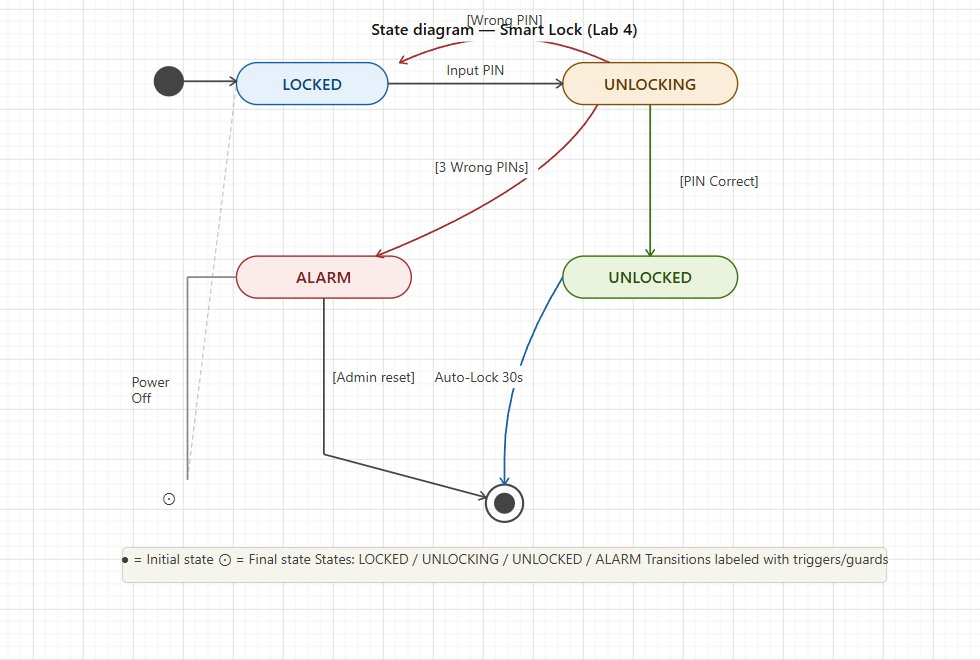 [Wrong PIN]
State diagram — Smart Lock (Lab 4)
LOCKED
Input PIN
UNLOCKING
[3 Wrong PINs]
[PIN Correct]
ALARM
UNLOCKED
Power
Off
[Admin reset]
Auto-Lock 30s
● = Initial state ⊙ = Final state States: LOCKED / UNLOCKING / UNLOCKED / ALARM Transitions labeled with triggers/guards